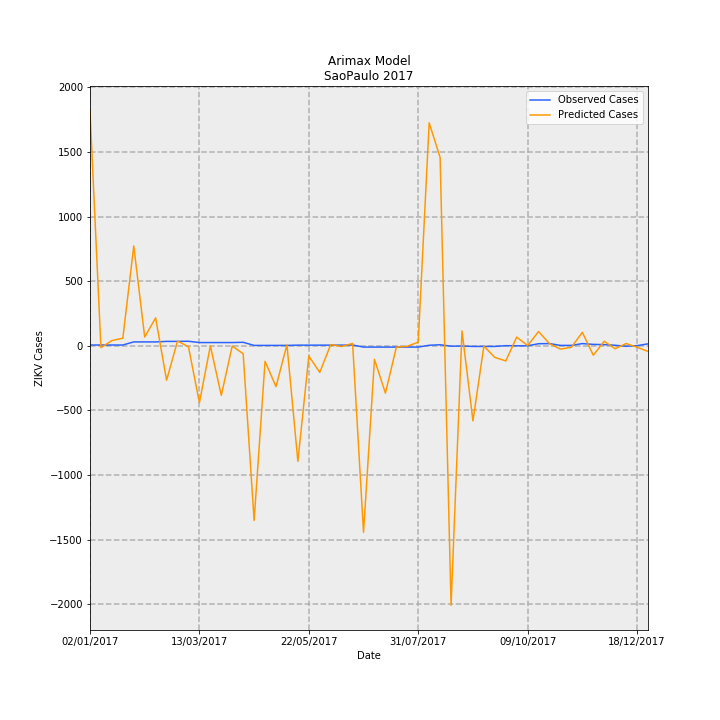 Arimax Model
SaoPaulo 2017
Observed Cases
Predicted Cases
2000
1500
1000
500
0
−500
−1000
−1500
−2000
ZIKV Cases
02/01/2017 13/03/2017 22/05/2017 31/07/2017 09/10/2017 18/12/2017
Date